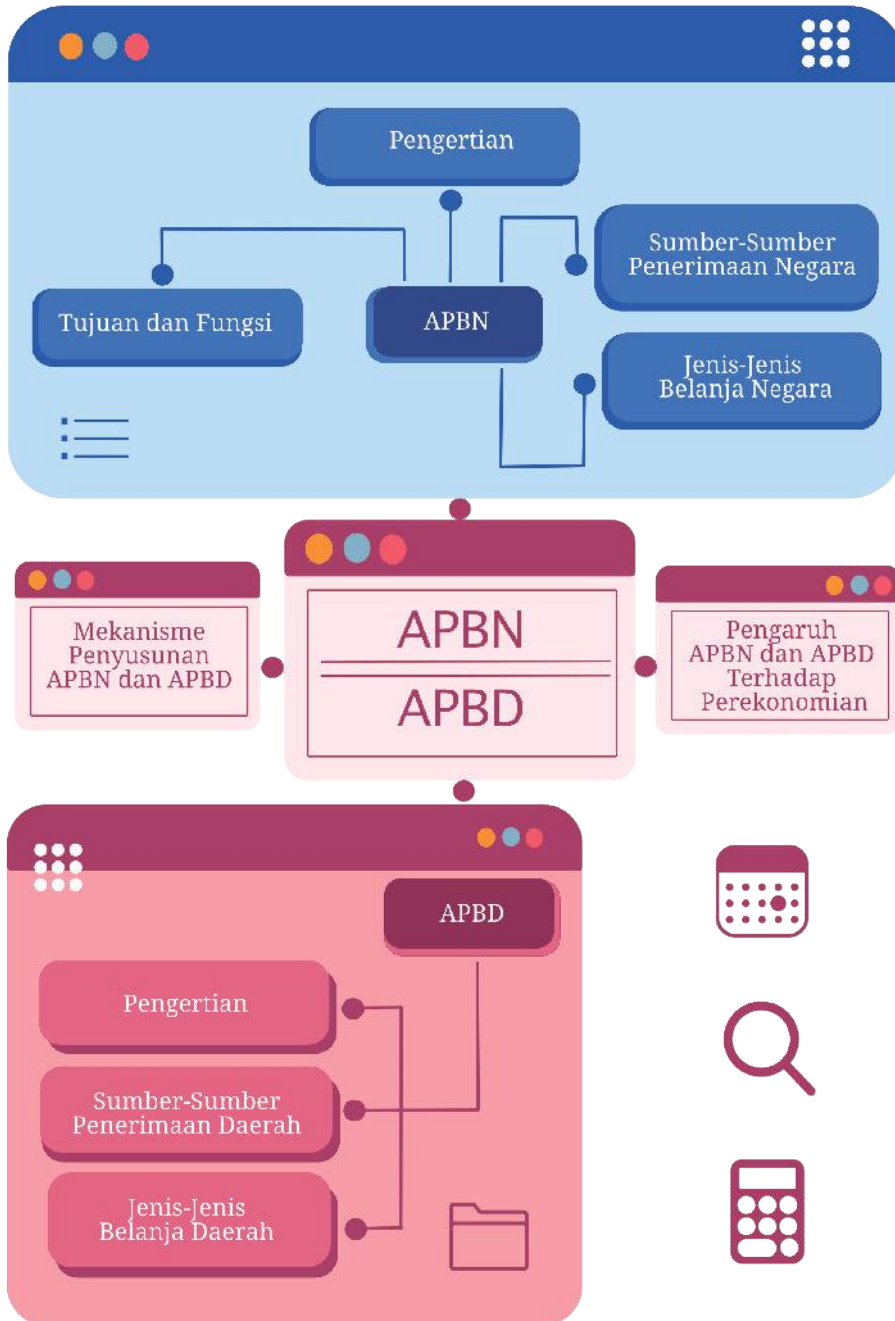 Pengertian
Sumber-Sumber
Penerimaan Negara
Tujuan dan Fungsi
APBN
Jenis-Jenis
Belanja Negara
Mekanisme
Penyusunan
APBN dan APBD
APBN
APBD
Pengaruh
APBN dan APBD
Terhadap
Perekonomian
APBD
Pengertian
Sumber-Sumber
Penerimaan Daerah
Jenis-Jenis
Belanja Daerah